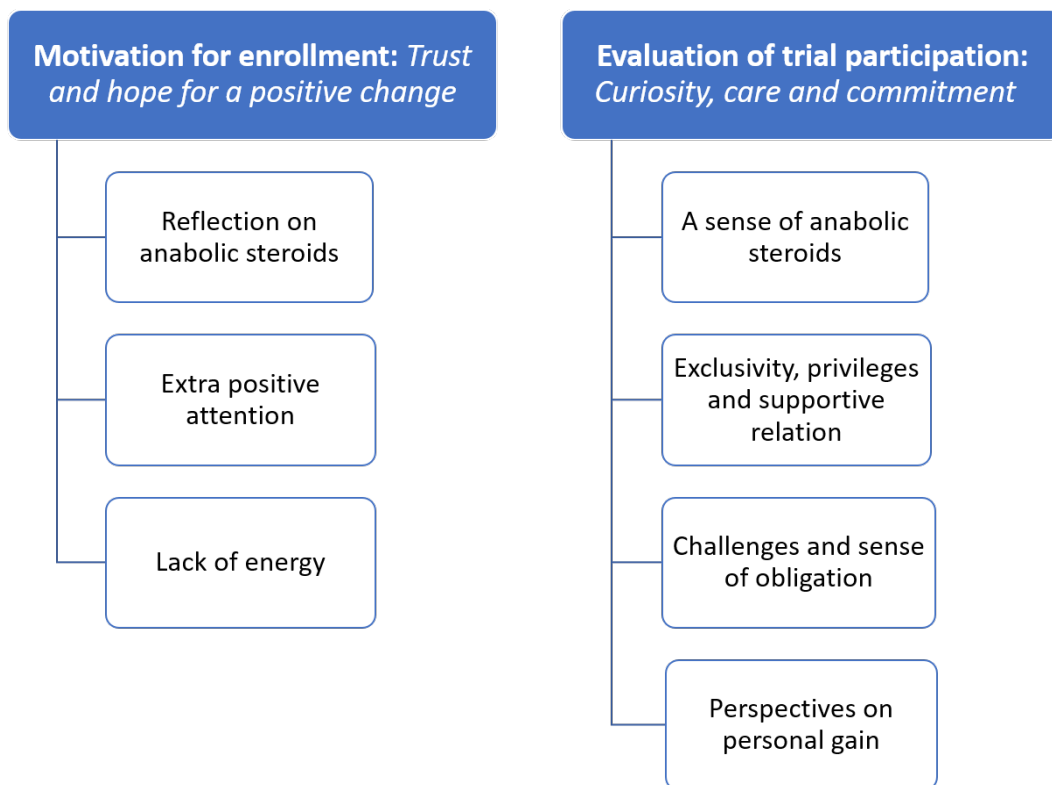 Motivation for enrollment: Trust
and hope for a positive change
Reflection on
anabolic steroids
Extra positive
attention
Lack of energy
Evaluation of trial participation:
Curiosity, care and commitment
A sense of anabolic
steroids
Exclusivity, privileges
and supportive
relation
Challenges and sense
of obligation
Perspectives on
personal gain